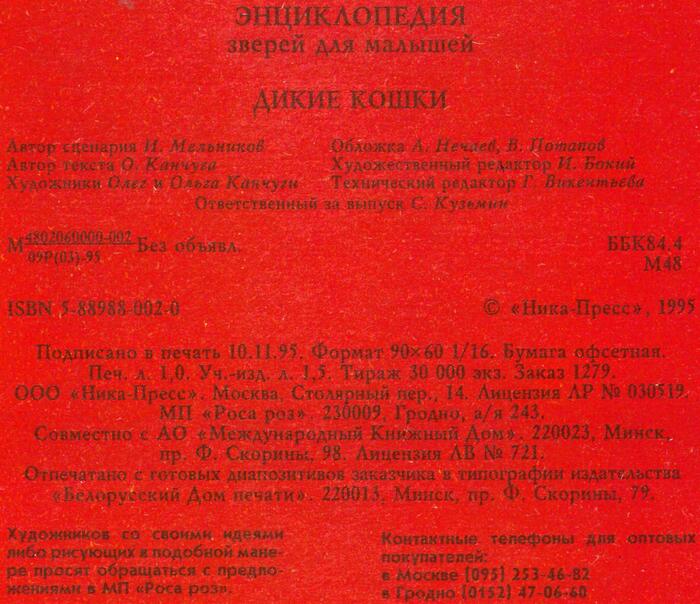 ЭНЦИКЛОПЕДИЯ
зверей для малышей
ДИКИЕ КОШКИ
Автор сценария И. Мельников
Автор текста О. Канчуга
Художники Олег и Ольга Канчуги
Обложка А. Нечаев, В. Потапов
Художественный редактор И. Бокий
Технический редактор Г. Викентьева
Ответственный за выпуск С. Кузьмин
М 4802060000-002 Без объявл.
09Р(03)-95
ББК84.4
М48
ISBN 5-88988-002-0
© «Ника-Пресс», 1995
Подписано в печать 10.11.95. Формат 90×60 1/16. Бумага офсетная.
Печ. л. 1,0. Уч.-изд. л. 1,5. Тираж 30 000 экз. Заказ 1279.
ООО «Ника-Пресс». Москва, Столярный пер., 14. Лицензия ЛР № 030519.
МП «Роса роз». 230009, Гродно, а/я 243.
Совместно с АО «Международный Книжный Дом». 220023, Минск,
пр. Ф. Скорины, 98. Лицензия ЛВ № 721.
Отпечатано с готовых диапозитивов заказчика в типографии издательства
«Белорусский Дом печати». 220013, Минск, пр. Ф. Скорины, 79.
Художников со своими идеями
либо рисующих в подобной мане-
ре просят обращаться с предло-
жениями в МП «Роса роз».
Контактные телефоны для оптовых
покупателей:
в Москве (095) 253-46-82
в Гродно (0152) 47-06-60